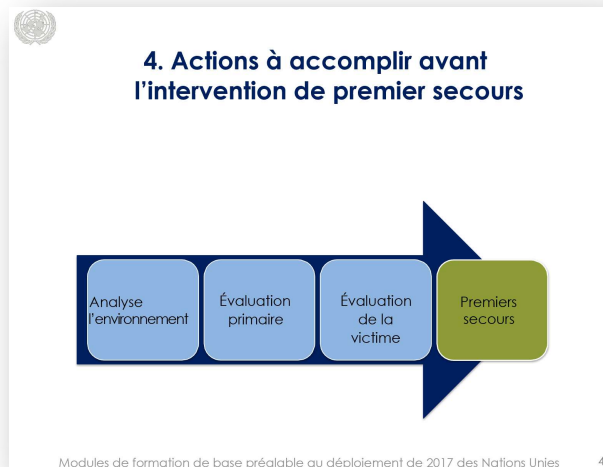 4. Actions à accomplir avant
l’intervention de premier secours
Analyse
l’environnement
Évaluation
primaire
Évaluation
de la
victime
Premiers
secours
Modules de formation de base préalable au déploiement de 2017 des Nations Unies
4